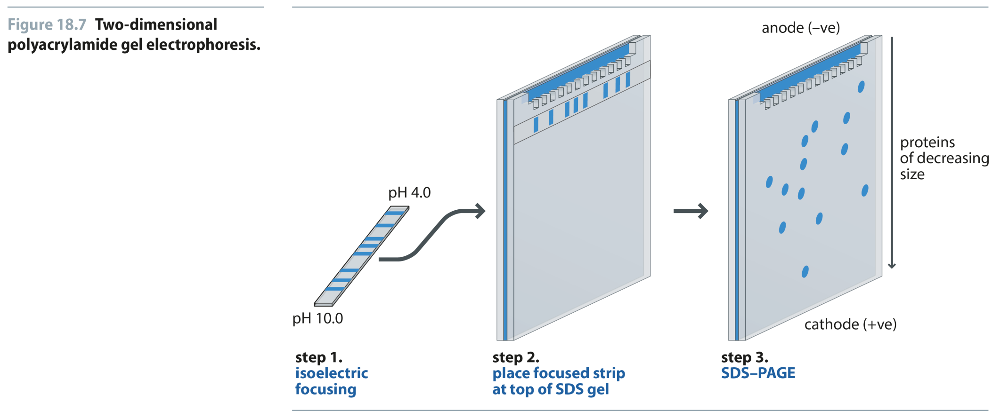 Figure 18.7 Two-dimensional
polyacrylamide gel electrophoresis.
anode (–ve)
proteins
of decreasing
size
pH 4.0
pH 10.0
cathode (+ve)
step 1.
isoelectric
focusing
step 2.
place focused strip
at top of SDS gel
step 3.
SDS–PAGE